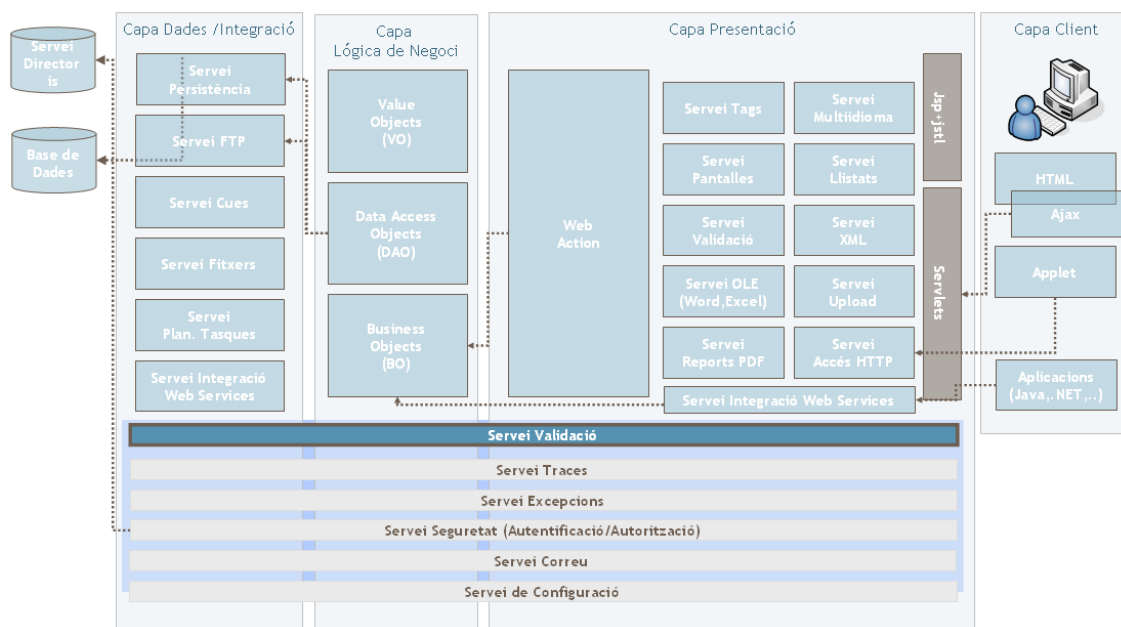 Capa Dades /Integració
Capa
Lógica de Negoci
Capa Presentació
Capa Client
Servei
Director
is
Base de
Dades
Servei
Persistència
Servei FTP
Servei Cues
Servei Fitxers
Servei
Plan. Tasques
Servei Integració
Web Services
Value
Objects
(VO)
Data Access
Objects
(DAO)
Business
Objects
(BO)
Web
Action
Servei Tags
Servei
Multiidioma
Servei
Pantalles
Servei
Llistats
Servei
Validació
Servei
XML
Servei OLE
(Word,Excel)
Servei
Upload
Servei
Reports PDF
Servei
Accés HTTP
Servei Integració Web Services
Jsp+jstl
Servlets
HTML
Ajax
Applet
Aplicacions
(Java,.NET,..)
Servei Validació
Servei Traces
Servei Excepcions
Servei Seguretat (Autentificació/Autorització)
Servei Correu
Servei de Configuració